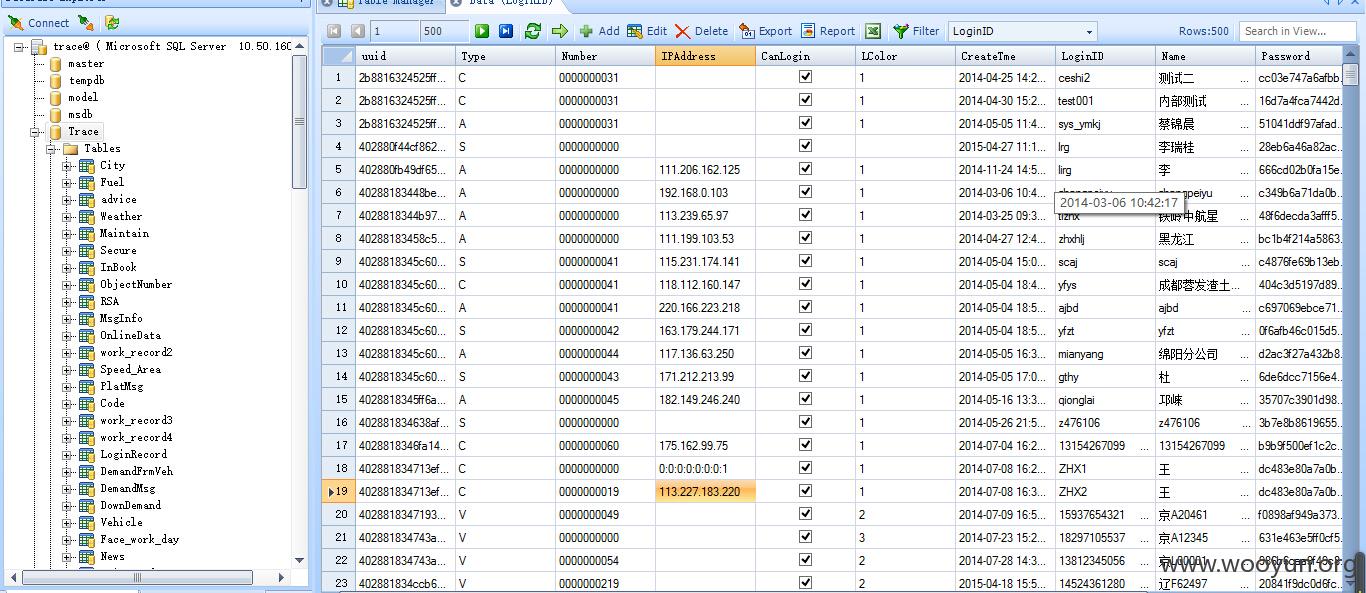 Table Manager
Data (LoginID)
Connect
1
500
Add
Edit
Delete
Export
Report
Filter
LoginID
Rows:500
Search in View...
trace@ ( Microsoft SQL Server 10.50.160
master
tempdb
model
msdb
Trace
Tables
City
Fuel
advice
Weather
Maintain
Secure
InBook
ObjectNumber
RSA
MsgInfo
OnlineData
work_record2
Speed_Area
PlatMsg
Code
work_record3
work_record4
LoginRecord
DemandFrmVeh
DemandMsg
DownDemand
Vehicle
Face_work_day
News
uuid Type Number IPAddress CanLogin LColor CreateTme LoginID Name Password
1 2b8816324525ff... C 0000000031 1 2014-04-25 14:2... ceshi2 测试二 ... cc03e747a6afbb...
2 2b8816324525ff... C 0000000031 1 2014-04-30 15:2... test001 内部测试 ... 16d7a4fca7442d...
3 2b8816324525ff... A 0000000031 1 2014-05-05 11:4... sys_ymkj 蔡锦晨 ... 51041ddf97afad...
4 402880f44cf862... S 0000000000 2015-04-27 11:1... lrg 李瑞桂 ... 28eb6a46a82ac...
5 402880fb49df65... A 0000000000 111.206.162.125 1 2014-11-24 14:5... lirg 李 ... 666cd02b0fa15e...
6 40288183448be... A 0000000000 192.168.0.103 1 2014-03-06 10:4... ... c349b6a71da0b...
2014-03-06 10:42:17
7 4028818344b97... A 0000000000 113.239.65.97 1 2014-03-25 09:3... tlzhx 铁岭中航星 ... 48f6decda3afff5...
8 40288183458c5... A 0000000000 111.199.103.53 1 2014-04-27 12:4... zhxhlj 黑龙江 ... bc1b4f214a5863...
9 4028818345c60... S 0000000041 115.231.174.141 1 2014-05-04 15:0... scaj scaj ... c4876fe69b13eb...
10 4028818345c60... C 0000000041 118.112.160.147 1 2014-05-04 18:4... yfys 成都蓉发渣土... 404c3d5197d89...
11 4028818345c60... A 0000000041 220.166.223.218 1 2014-05-04 18:5... ajbd ajbd ... c697069ebce71...
12 4028818345c60... S 0000000042 163.179.244.171 1 2014-05-04 18:5... yfzt yfzt ... 0f6afb46c015d5...
13 4028818345c60... A 0000000044 117.136.63.250 1 2014-05-05 16:3... mianyang 绵阳分公司 ... d2ac3f27a432b8...
14 4028818345c60... S 0000000043 171.212.213.99 1 2014-05-05 17:0... gthy 杜 ... 6de6dcc7156e4...
15 4028818345ff6a... A 0000000045 182.149.246.240 1 2014-05-16 13:3... qionglai 邛崃 ... 35707c3901d98...
16 40288184638af... S 0000000000 1 2014-05-26 21:5... z476106 z476106 ... 3b7e8b8619655...
17 4028818346fa14... C 0000000060 175.162.99.75 1 2014-07-04 16:2... 13154267099 ... 13154267099 ... b9b9f500ef1c2c...
18 402881834713ef... C 0000000000 0:0:0:0:0:0:0:1 1 2014-07-08 16:2... ZHX1 王 ... dc483e80a7a0b...
19 402881834713ef... C 0000000019 113.227.183.220 1 2014-07-08 16:3... ZHX2 王 ... dc483e80a7a0b...
20 4028818347193... V 0000000049 2 2014-07-09 16:5... 15937654321 ... 京A20461 ... f0898af949a373...
21 402881834743a... V 0000000000 3 2014-07-23 15:2... 18297105537 ... 京A12345 ... 631e463e5ff0cf5...
22 402881834743a... V 0000000054 2 2014-07-28 14:3... 13812345056 ... 京L00001 ...
23 402881834ccb6... V 0000000219 2 2015-04-18 15:5... 14524361280 ... 辽F62497 ... 20841f9dc0d6fc...
www.wooyun.org